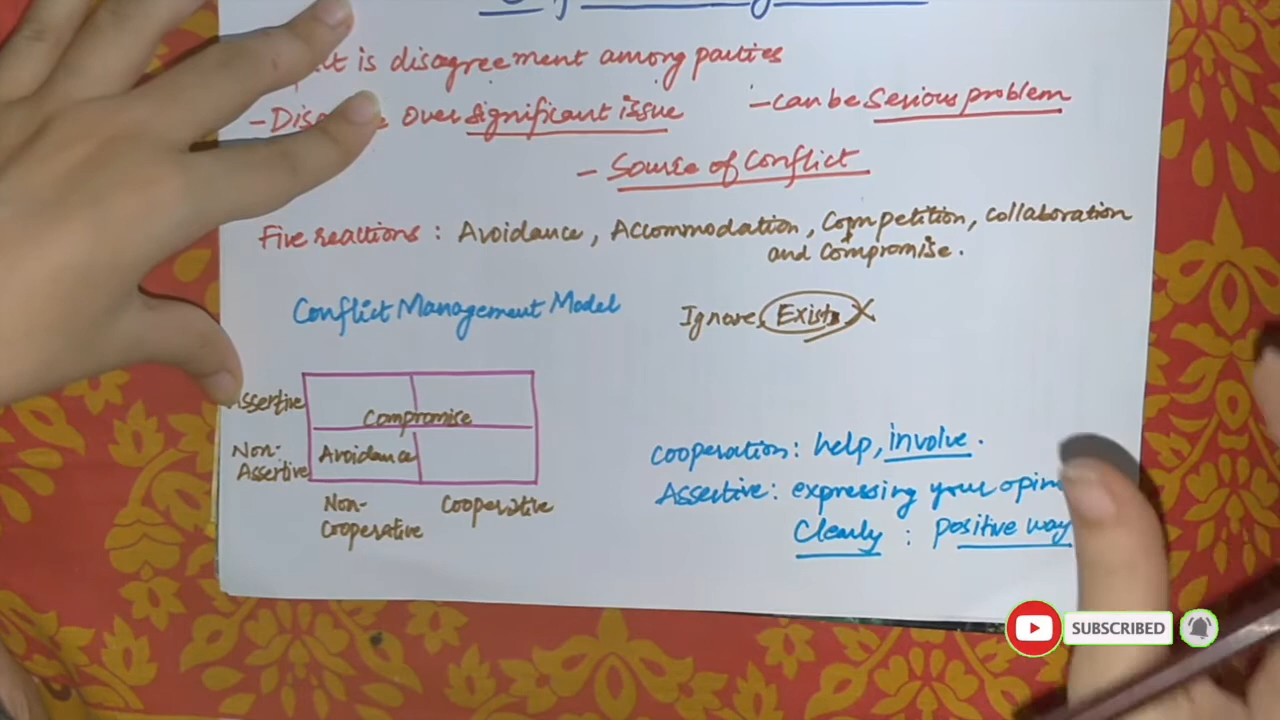 is disagreement among parties
- over significant issue
- can be serious problem
- Source of Conflict
Five reactions : Avoidance, Accommodation, Competition, collaboration
and compromise.
Conflict Management Model
Ignore, Exists X
Assertive
Compromise
Non-
Assertive
Avoidance
Non-
Cooperative
Cooperative
cooperation : help, involve.
Assertive : expressing your
Clearly : positive way
SUBSCRIBED